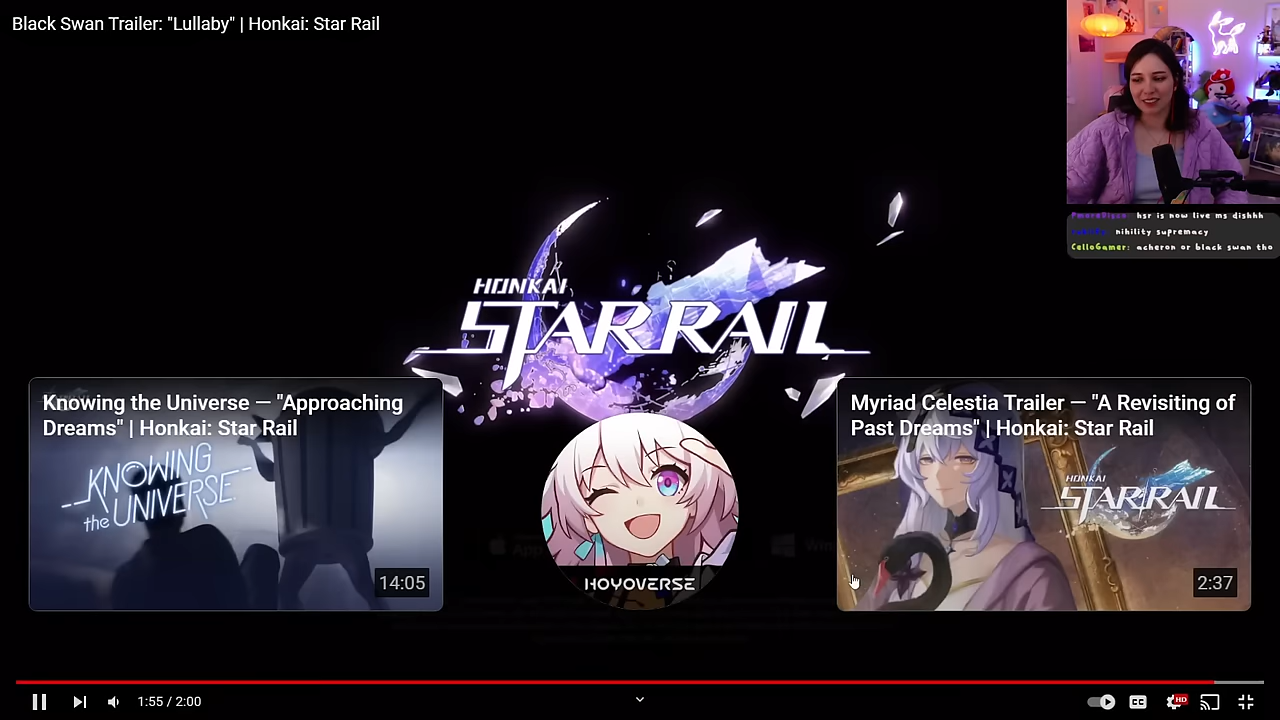 Black Swan Trailer: "Lullaby" | Honkai: Star Rail
hsr is now live ms dishhh
nihility supremacy
CelloGamer: acheron or black swan tho
HONKAI
STAR RAIL
Knowing the Universe — "Approaching
Dreams" | Honkai: Star Rail
KNOWING
the UNIVERSE
14:05
HOYOVERSE
Myriad Celestia Trailer — "A Revisiting of
Past Dreams" | Honkai: Star Rail
HONKAI
STAR RAIL
2:37
1:55 / 2:00
CC
HD